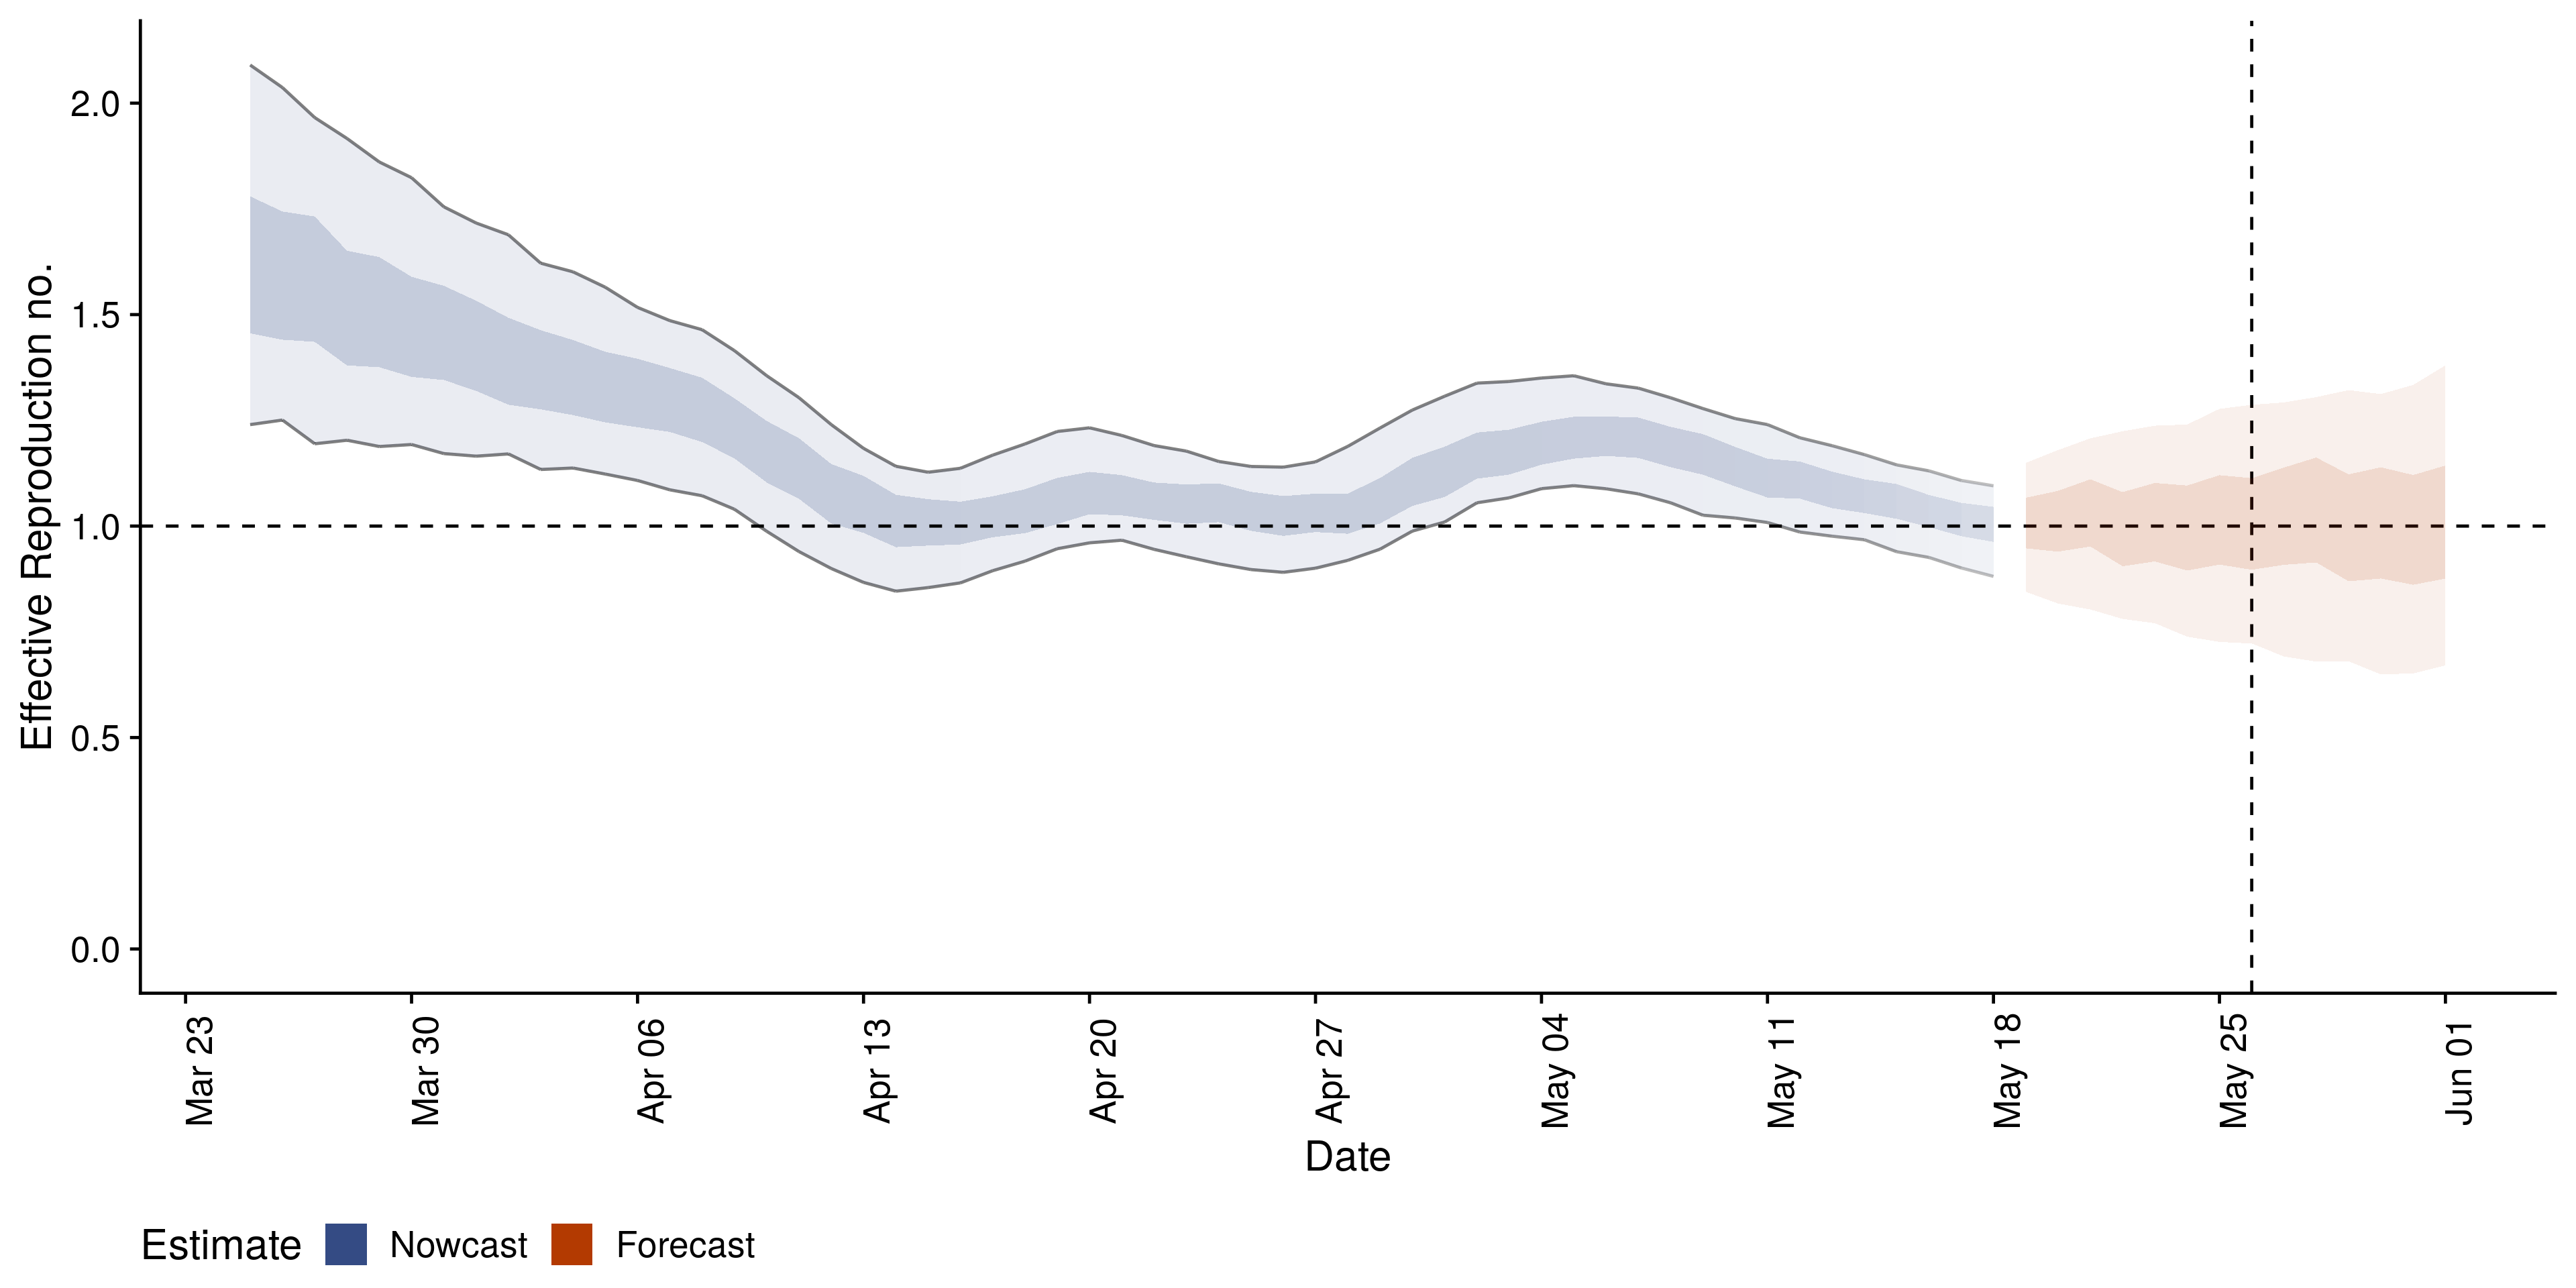 Effective Reproduction no.
2.0
1.5
1.0
0.5
0.0
Mar 23
Mar 30
Apr 06
Apr 13
Apr 20
Apr 27
May 04
May 11
May 18
May 25
Jun 01
Date
Estimate Nowcast Forecast